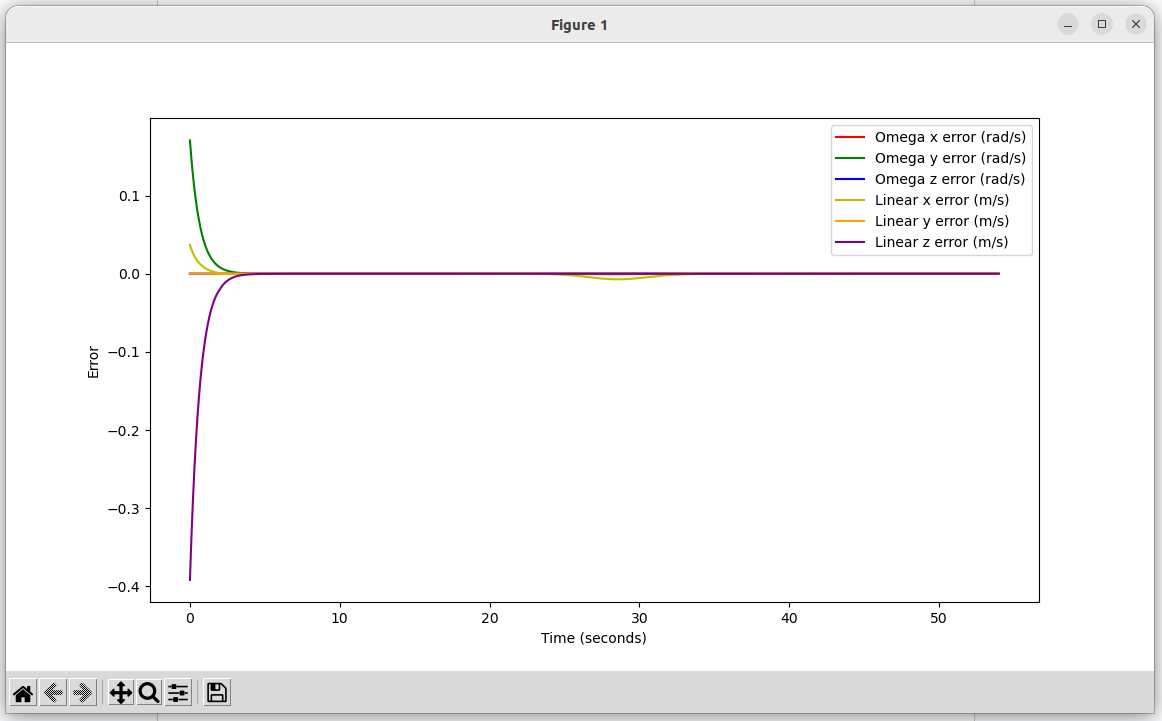 Figure 1
Omega x error (rad/s)
Omega y error (rad/s)
Omega z error (rad/s)
Linear x error (m/s)
Linear y error (m/s)
Linear z error (m/s)
0.1
0.0
−0.1
−0.2
−0.3
−0.4
Error
0 10 20 30 40 50
Time (seconds)